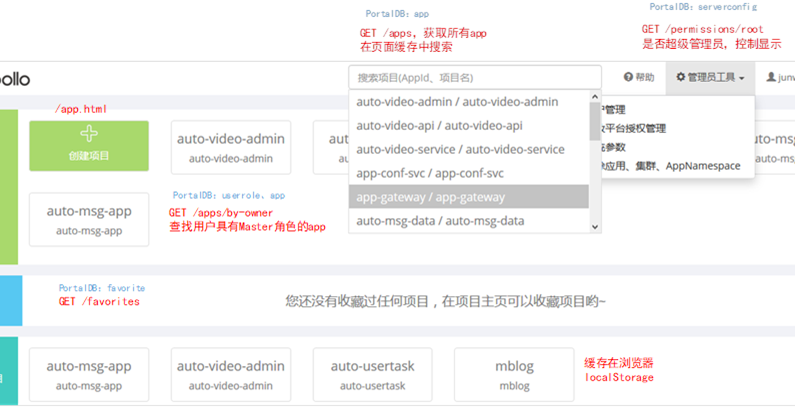 PortalDB: app
PortalDB: serverconfig
GET /apps，获取所有app
在页面缓存中搜索
GET /permissions/root
是否超级管理员，控制显示
ollo
搜索项目(AppId、项目名)
帮助
管理员工具
junw
/app.html
创建项目
auto-video-admin
auto-video-admin
auto-video-admin / auto-video-admin
auto-video-api / auto-video-api
auto-video-service / auto-video-service
app-conf-svc / app-conf-svc
app-gateway / app-gateway
auto-msg-data / auto-msg-data
管理
平台授权管理
参数
应用、集群、AppNamespace
auto-msg-app
auto-msg-app
PortalDB: userrole、app
GET /apps/by-owner
查找用户具有Master角色的app
PortalDB: favorite
GET /favorites
您还没有收藏过任何项目，在项目主页可以收藏项目哟~
auto-msg-app
auto-msg-app
auto-video-admin
auto-video-admin
auto-usertask
auto-usertask
mblog
mblog
缓存在浏览器
localStorage